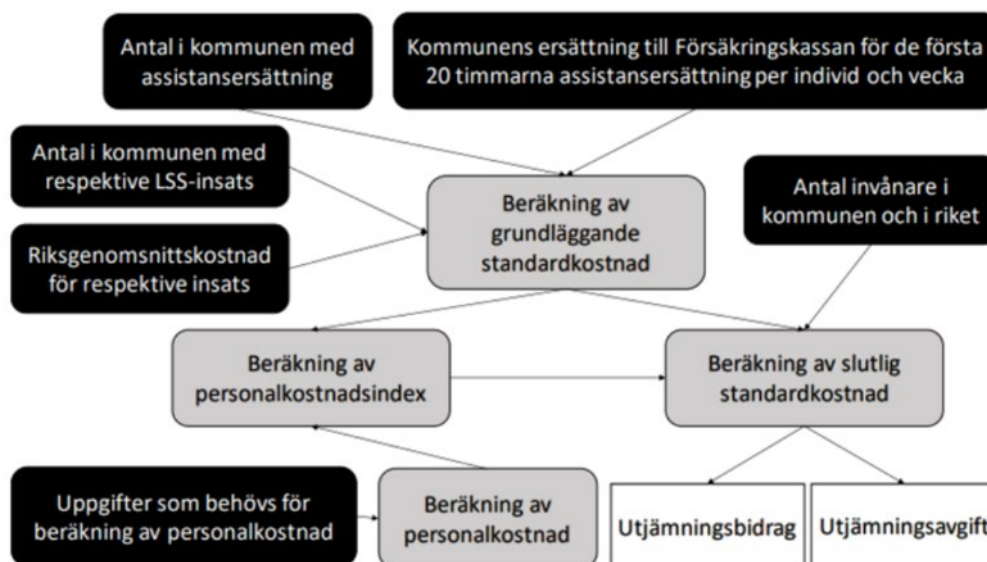 Antal i kommunen med
assistansersättning
Kommunens ersättning till Försäkringskassan för de första
20 timmarna assistansersättning per individ och vecka
Antal i kommunen med
respektive LSS-insats
Beräkning av
grundläggande
standardkostnad
Antal invånare i
kommunen och i riket
Riksgenomsnittskostnad
för respektive insats
Beräkning av
personalkostnadsindex
Beräkning av slutlig
standardkostnad
Uppgifter som behövs för
beräkning av personalkostnad
Beräkning av
personalkostnad
Utjämningsbidrag
Utjämningsavgift